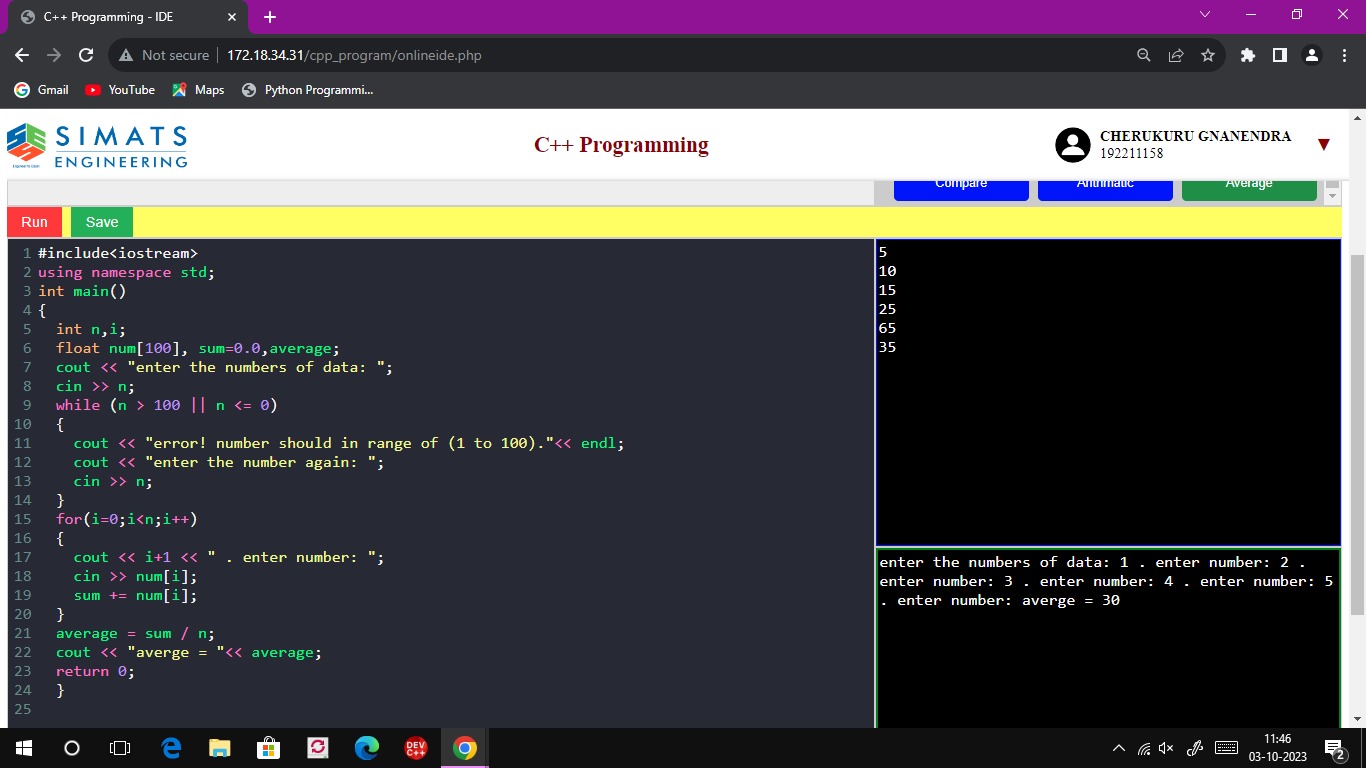 C++ Programming - IDE
Not secure 172.18.34.31/cpp_program/onlineide.php
Gmail YouTube Maps Python Programmi...
SIMATS
ENGINEERING
C++ Programming
CHERUKURU GNANENDRA
192211158
Compare Arithmatic Average
Run Save
1 #include<iostream>
2 using namespace std;
3 int main()
4 {
5 int n,i;
6 float num[100], sum=0.0,average;
7 cout << "enter the numbers of data: ";
8 cin >> n;
9 while (n > 100 || n <= 0)
10 {
11 cout << "error! number should in range of (1 to 100)."<< endl;
12 cout << "enter the number again: ";
13 cin >> n;
14 }
15 for(i=0;i<n;i++)
16 {
17 cout << i+1 << " . enter number: ";
18 cin >> num[i];
19 sum += num[i];
20 }
21 average = sum / n;
22 cout << "averge = "<< average;
23 return 0;
24 }
25
5
10
15
25
65
35
enter the numbers of data: 1 . enter number: 2 .
enter number: 3 . enter number: 4 . enter number: 5
. enter number: averge = 30
DEV
C++
11:46
03-10-2023
2